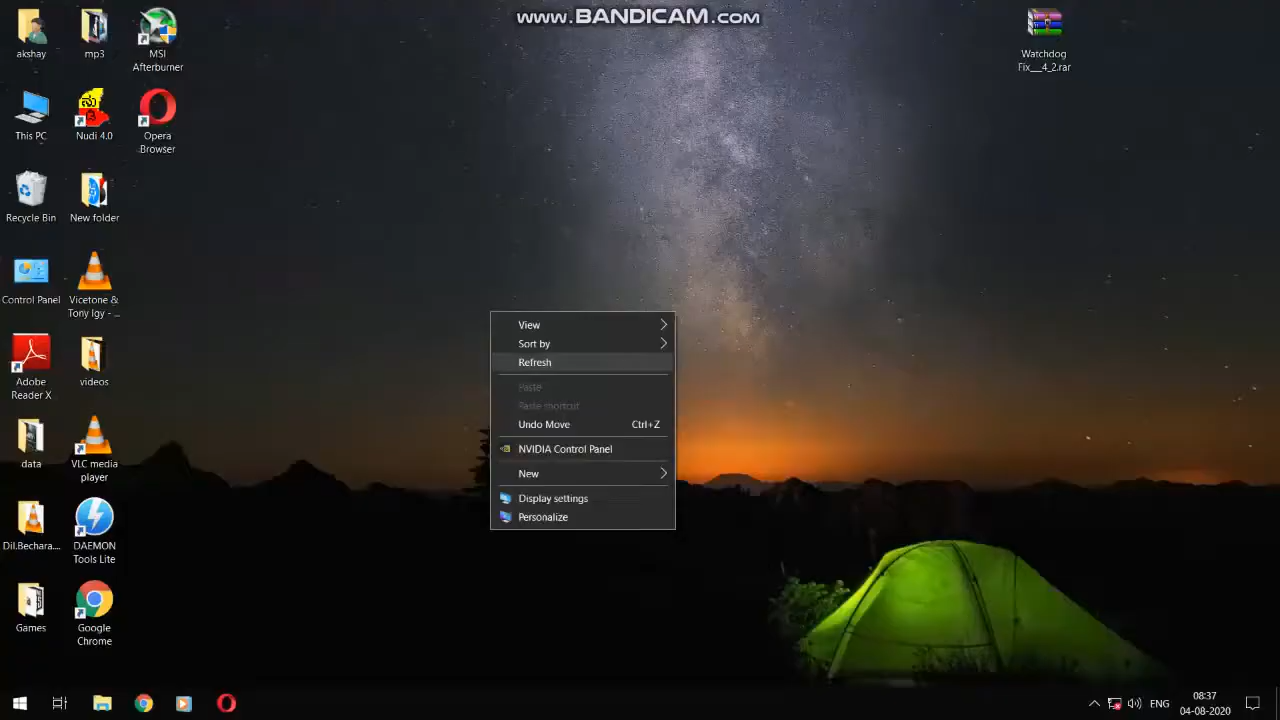 www.BANDICAM.com
akshay
mp3
MSI
Afterburner
Watchdog
Fix__4_2.rar
This PC
Nudi 4.0
Opera
Browser
Recycle Bin
New folder
Control Panel
Vicetone &
Tony Igy - ...
Adobe
Reader X
videos
data
VLC media
player
Dil.Bechara....
DAEMON
Tools Lite
Games
Google
Chrome
View
Sort by
Refresh
Paste
Paste shortcut
Undo Move Ctrl+Z
NVIDIA Control Panel
New
Display settings
Personalize
ENG
08:37
04-08-2020